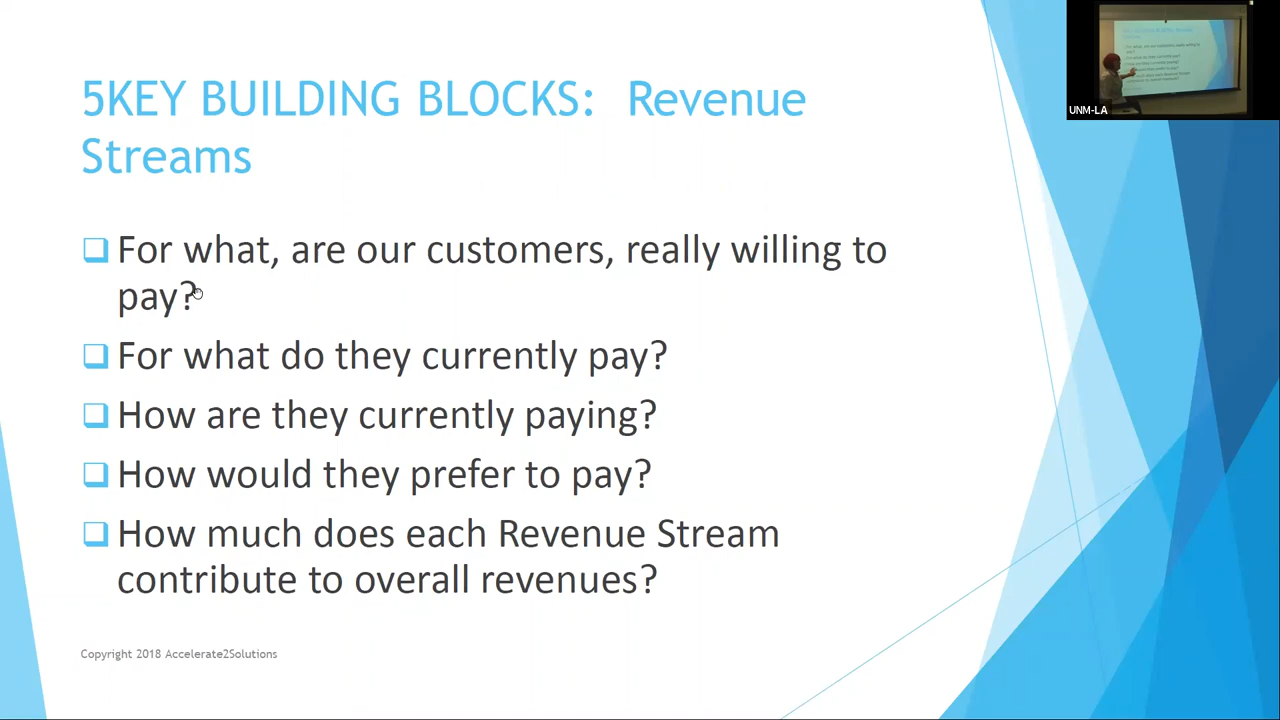 5KEY BUILDING BLOCKS: Revenue
Streams
For what, are our customers, really willing to
pay?
For what do they currently pay?
How are they currently paying?
How would they prefer to pay?
How much does each Revenue Stream
contribute to overall revenues?
Copyright 2018 Accelerate2Solutions
UNM-LA